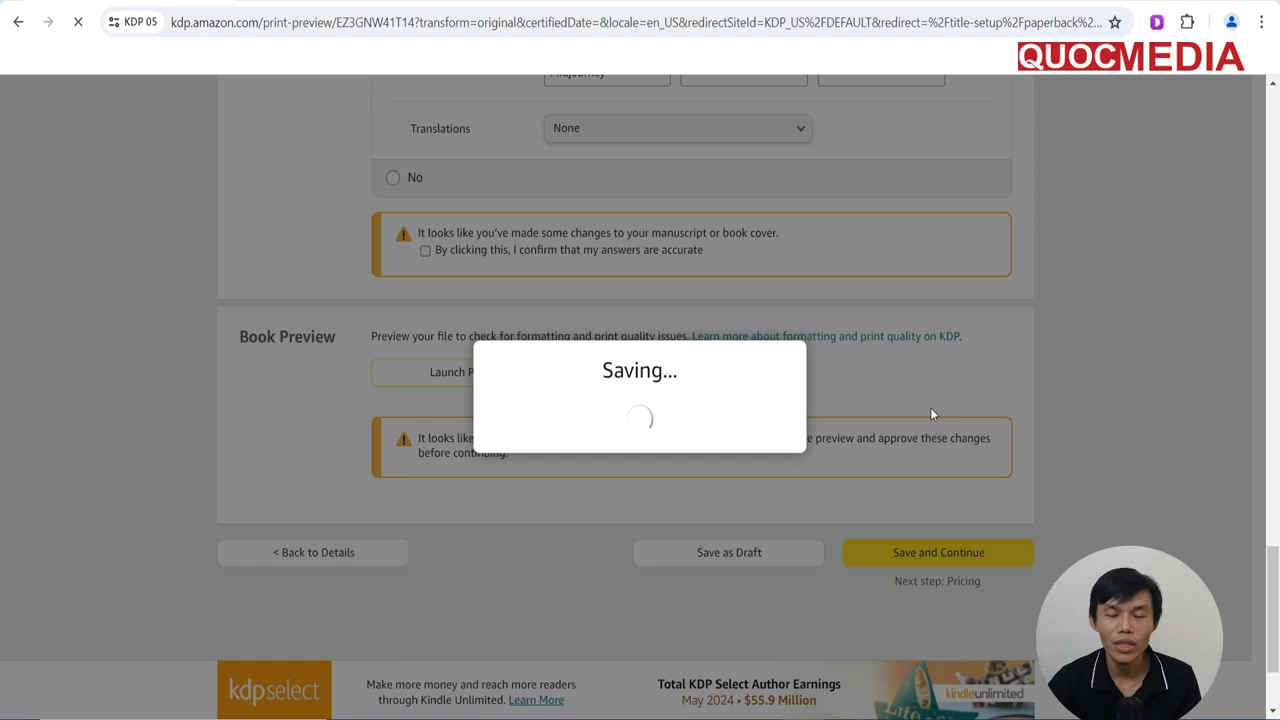 KDP 05
kdp.amazon.com/print-preview/EZ3GNW41T14?transform=original&certifiedDate=&locale=en_US&redirectSiteId=KDP_US%2FDEFAULT&redirect=%2Ftitle-setup%2Fpaperback%2...
QUOCMEDIA
Midjourney
Translations
None
No
It looks like you've made some changes to your manuscript or book cover.
By clicking this, I confirm that my answers are accurate
Book Preview
Preview your file to check for formatting and print quality issues. Learn more about formatting and print quality on KDP.
Launch P
Saving...
It looks like
e preview and approve these changes
before continuing.
< Back to Details
Save as Draft
Save and Continue
Next step: Pricing
kdpselect
Make more money and reach more readers
through Kindle Unlimited. Learn More
Total KDP Select Author Earnings
May 2024 • $55.9 Million
kindleunlimited